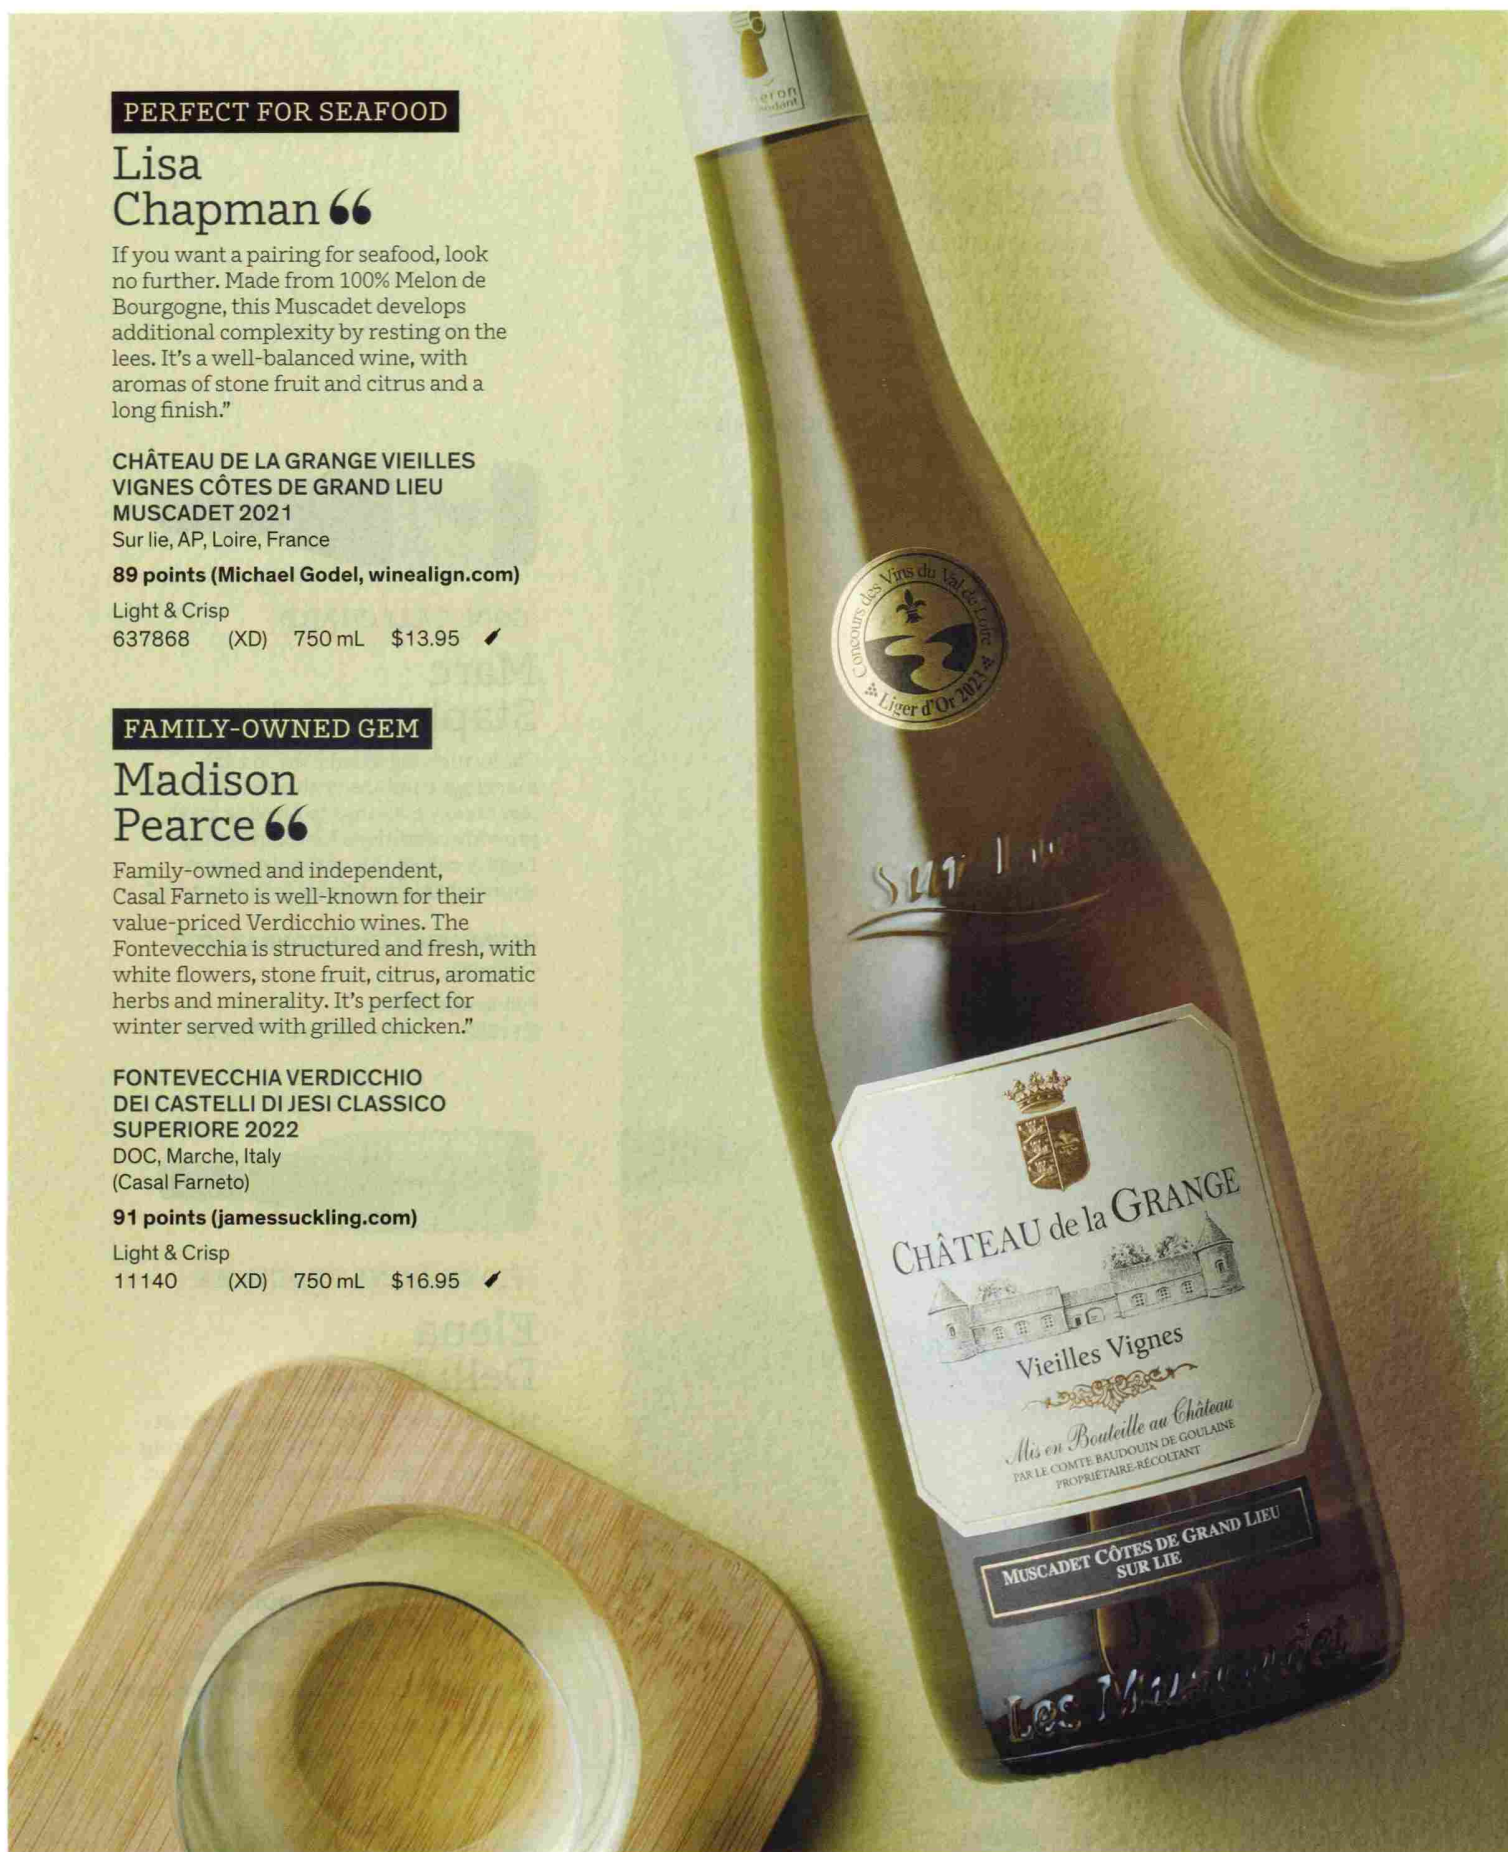 PERFECT FOR SEAFOOD
Lisa
Chapman “
If you want a pairing for seafood, look
no further. Made from 100% Melon de
Bourgogne, this Muscadet develops
additional complexity by resting on the
lees. It's a well-balanced wine, with
aromas of stone fruit and citrus and a
long finish.”
CHÂTEAU DE LA GRANGE VIEILLES
VIGNES CÔTES DE GRAND LIEU
MUSCADET 2021
Sur lie, AP, Loire, France
89 points (Michael Godel, winealign.com)
Light & Crisp
637868 (XD) 750 mL $13.95
FAMILY-OWNED GEM
Madison
Pearce “
Family-owned and independent,
Casal Farneto is well-known for their
value-priced Verdicchio wines. The
Fontevecchia is structured and fresh, with
white flowers, stone fruit, citrus, aromatic
herbs and minerality. It's perfect for
winter served with grilled chicken.”
FONTEVECCHIA VERDICCHIO
DEI CASTELLI DI JESI CLASSICO
SUPERIORE 2022
DOC, Marche, Italy
(Casal Farneto)
91 points (jamessuckling.com)
Light & Crisp
11140 (XD) 750 mL $16.95
Concours des Vins du Val de Loire
Liger d'Or 2023
Sur Lie
CHÂTEAU de la GRANGE
Vieilles Vignes
Mis en Bouteille au Château
PAR LE COMTE BAUDOUIN DE GOULAINE
PROPRIÉTAIRE-RÉCOLTANT
MUSCADET CÔTES DE GRAND LIEU
SUR LIE
Les Muscadet